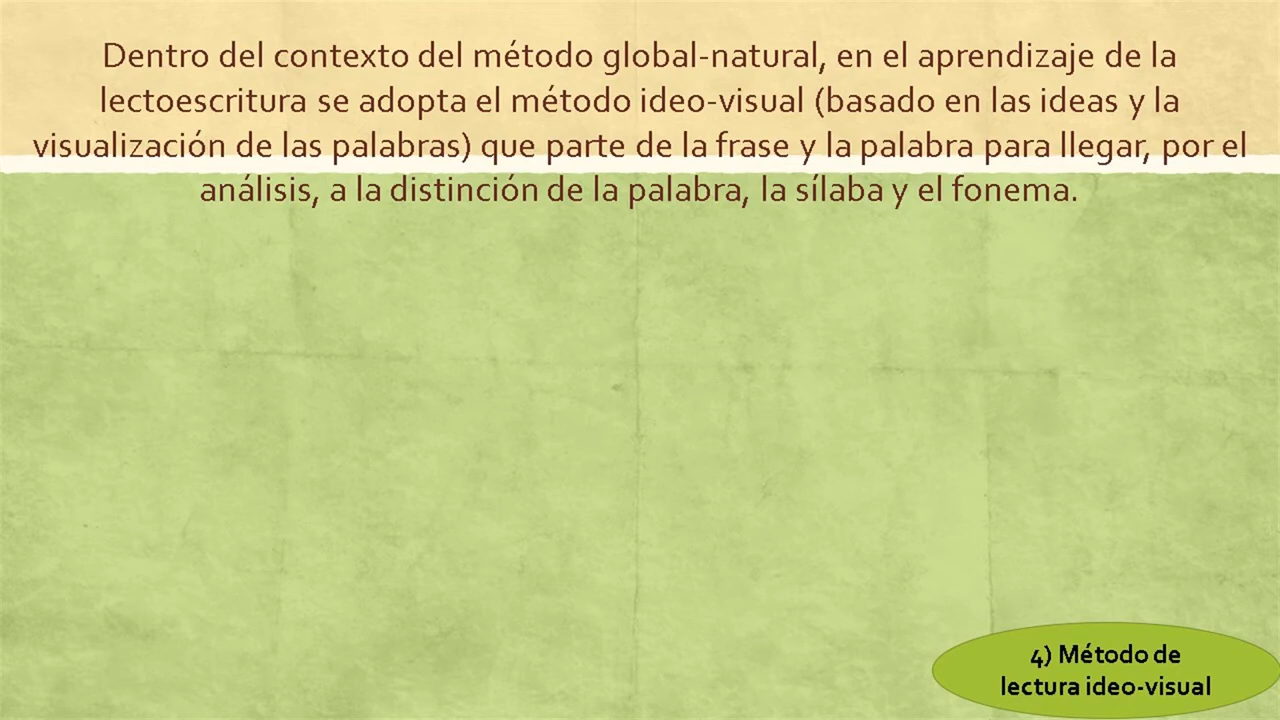 Dentro del contexto del método global-natural, en el aprendizaje de la
lectoescritura se adopta el método ideo-visual (basado en las ideas y la
visualización de las palabras) que parte de la frase y la palabra para llegar, por el
análisis, a la distinción de la palabra, la sílaba y el fonema.
4) Método de
lectura ideo-visual